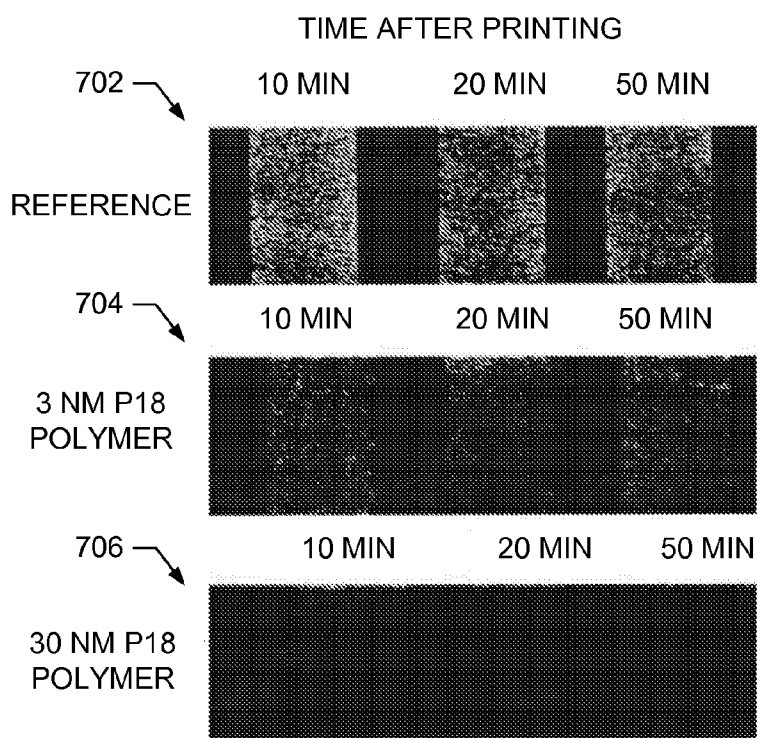 TIME AFTER PRINTING
702
10 MIN 20 MIN 50 MIN
REFERENCE
704
10 MIN 20 MIN 50 MIN
3 NM P18
POLYMER
706
10 MIN 20 MIN 50 MIN
30 NM P18
POLYMER